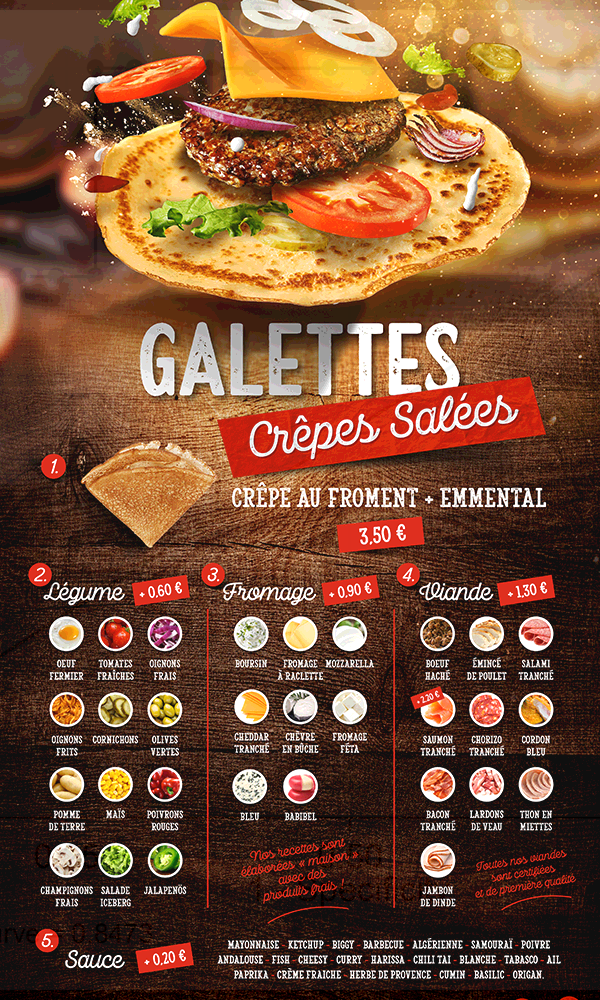 GALETTES
Crêpes Salées
1.
CRÊPE AU FROMENT + EMMENTAL
3,50 €
2. Légume + 0,60 €
OEUF FERMIER
TOMATES FRAÎCHES
OIGNONS FRAIS
OIGNONS FRITS
CORNICHONS
OLIVES VERTES
POMME DE TERRE
MAÏS
POIVRONS ROUGES
CHAMPIGNONS FRAIS
SALADE ICEBERG
JALAPENÖS
3. Fromage + 0,90 €
BOURSIN
FROMAGE À RACLETTE
MOZZARELLA
CHEDDAR TRANCHÉ
CHÈVRE EN BÛCHE
FROMAGE FÊTA
BLEU
BABIBEL
Nos recettes sont
élaborées « maison »
avec des
produits frais !
4. Viande + 1,30 €
BOEUF HACHÉ
ÉMINCÉ DE POULET
SALAMI TRANCHÉ
+ 2,20 €
SAUMON TRANCHÉ
CHORIZO TRANCHÉ
CORDON BLEU
BACON TRANCHÉ
LARDONS DE VEAU
THON EN MIETTES
JAMBON DE DINDE
Toutes nos viandes
sont certifiées
et de première qualité
5. Sauce + 0,20 €
MAYONNAISE - KETCHUP - BIGGY - BARBECUE - ALGÉRIENNE - SAMOURAÏ - POIVRE
ANDALOUSE - FISH - CHEESY - CURRY - HARISSA - CHILI TAI - BLANCHE - TABASCO - AIL
PAPRIKA - CRÈME FRAICHE - HERBE DE PROVENCE - CUMIN - BASILIC - ORIGAN.